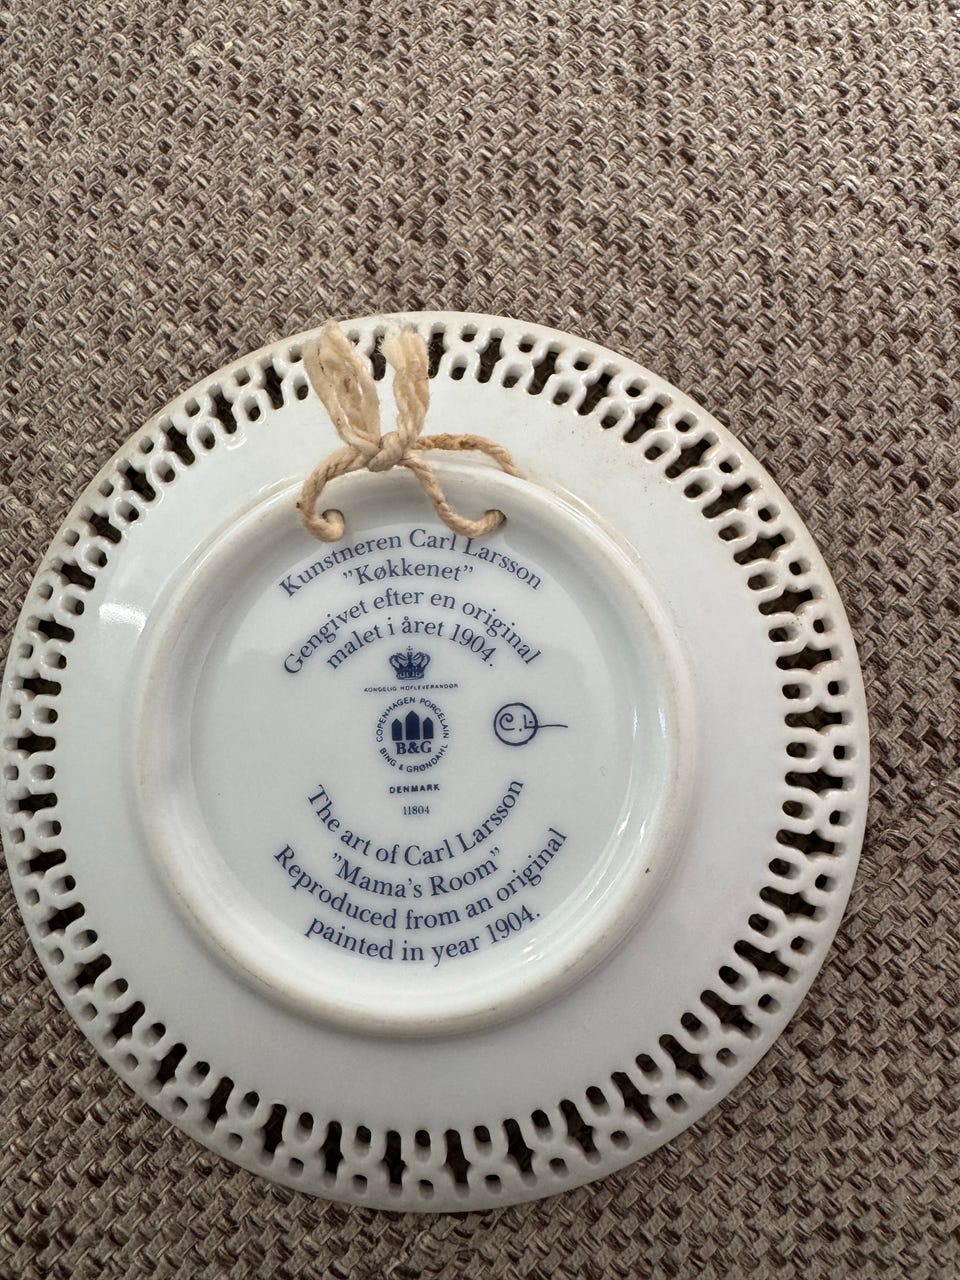 Kunstneren Carl Larsson
”Køkkenet”
Gengivet efter en original
malet i året 1904.
KONGELIG HOFLEVERANDØR
COPENHAGEN PORCELAIN
B&G
BING & GRØNDAHL
C.L
DENMARK
11804
The art of Carl Larsson
”Mama's Room”
Reproduced from an original
painted in year 1904.